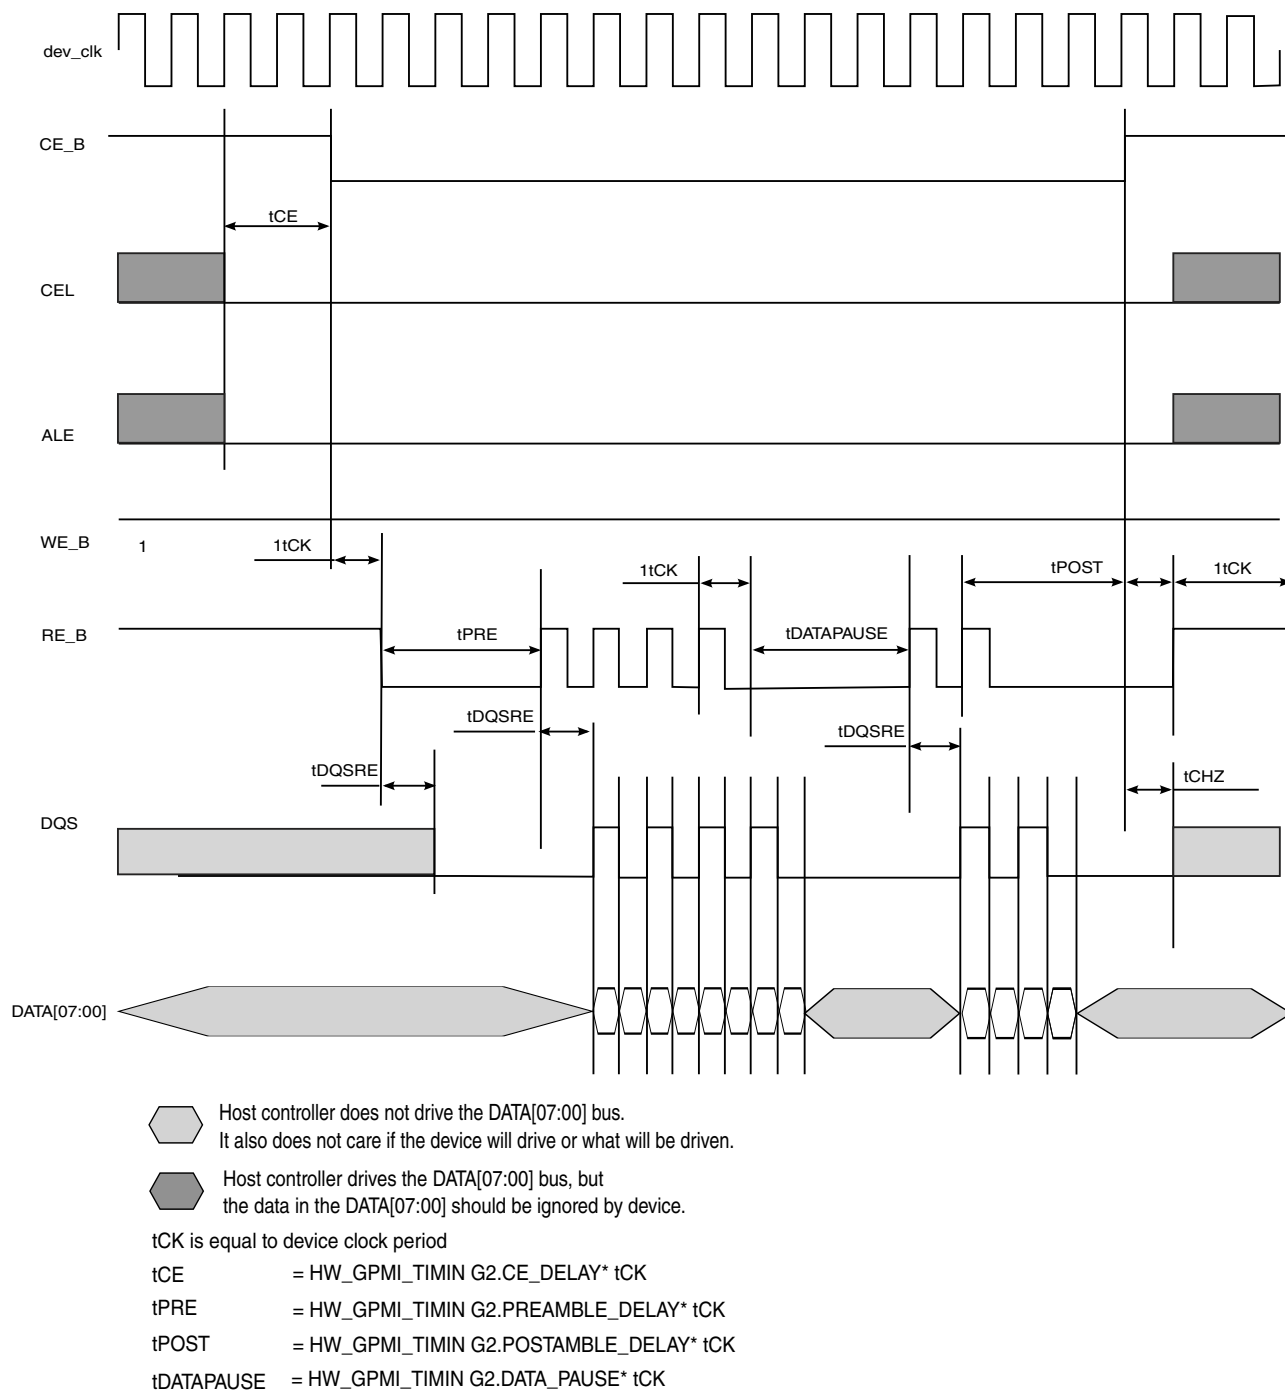 dev_clk
CE_B
tCE
CEL
ALE
WE_B
1
1tCK
1tCK
tPOST
1tCK
RE_B
tPRE
tDATAPAUSE
tDQSRE
tDQSRE
tDQSRE
tCHZ
DQS
DATA[07:00]
Host controller does not drive the DATA[07:00] bus.
It also does not care if the device will drive or what will be driven.
Host controller drives the DATA[07:00] bus, but
the data in the DATA[07:00] should be ignored by device.
tCK is equal to device clock period
tCE = HW_GPMI_TIMIN G2.CE_DELAY* tCK
tPRE = HW_GPMI_TIMIN G2.PREAMBLE_DELAY* tCK
tPOST = HW_GPMI_TIMIN G2.POSTAMBLE_DELAY* tCK
tDATAPAUSE = HW_GPMI_TIMIN G2.DATA_PAUSE* tCK